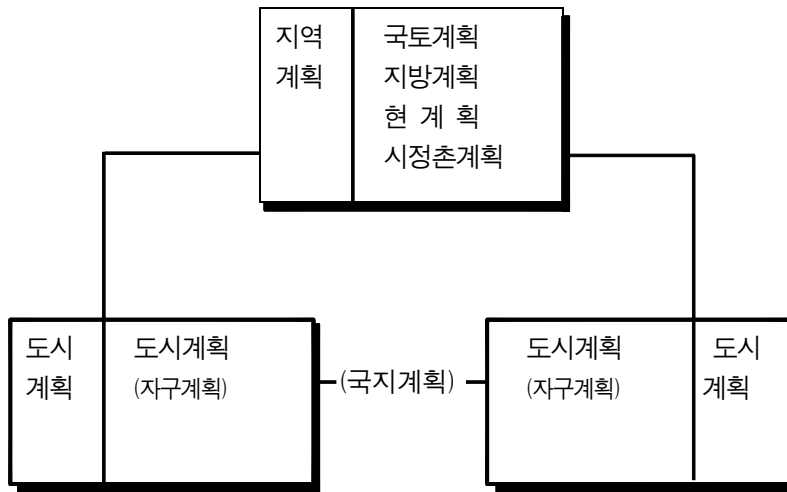 지역 국토계획
계획 지방계획
현 계 획
시정촌계획
도시 도시계획
계획 (자구계획)
(국지계획)
도시계획 도시
(자구계획) 계획